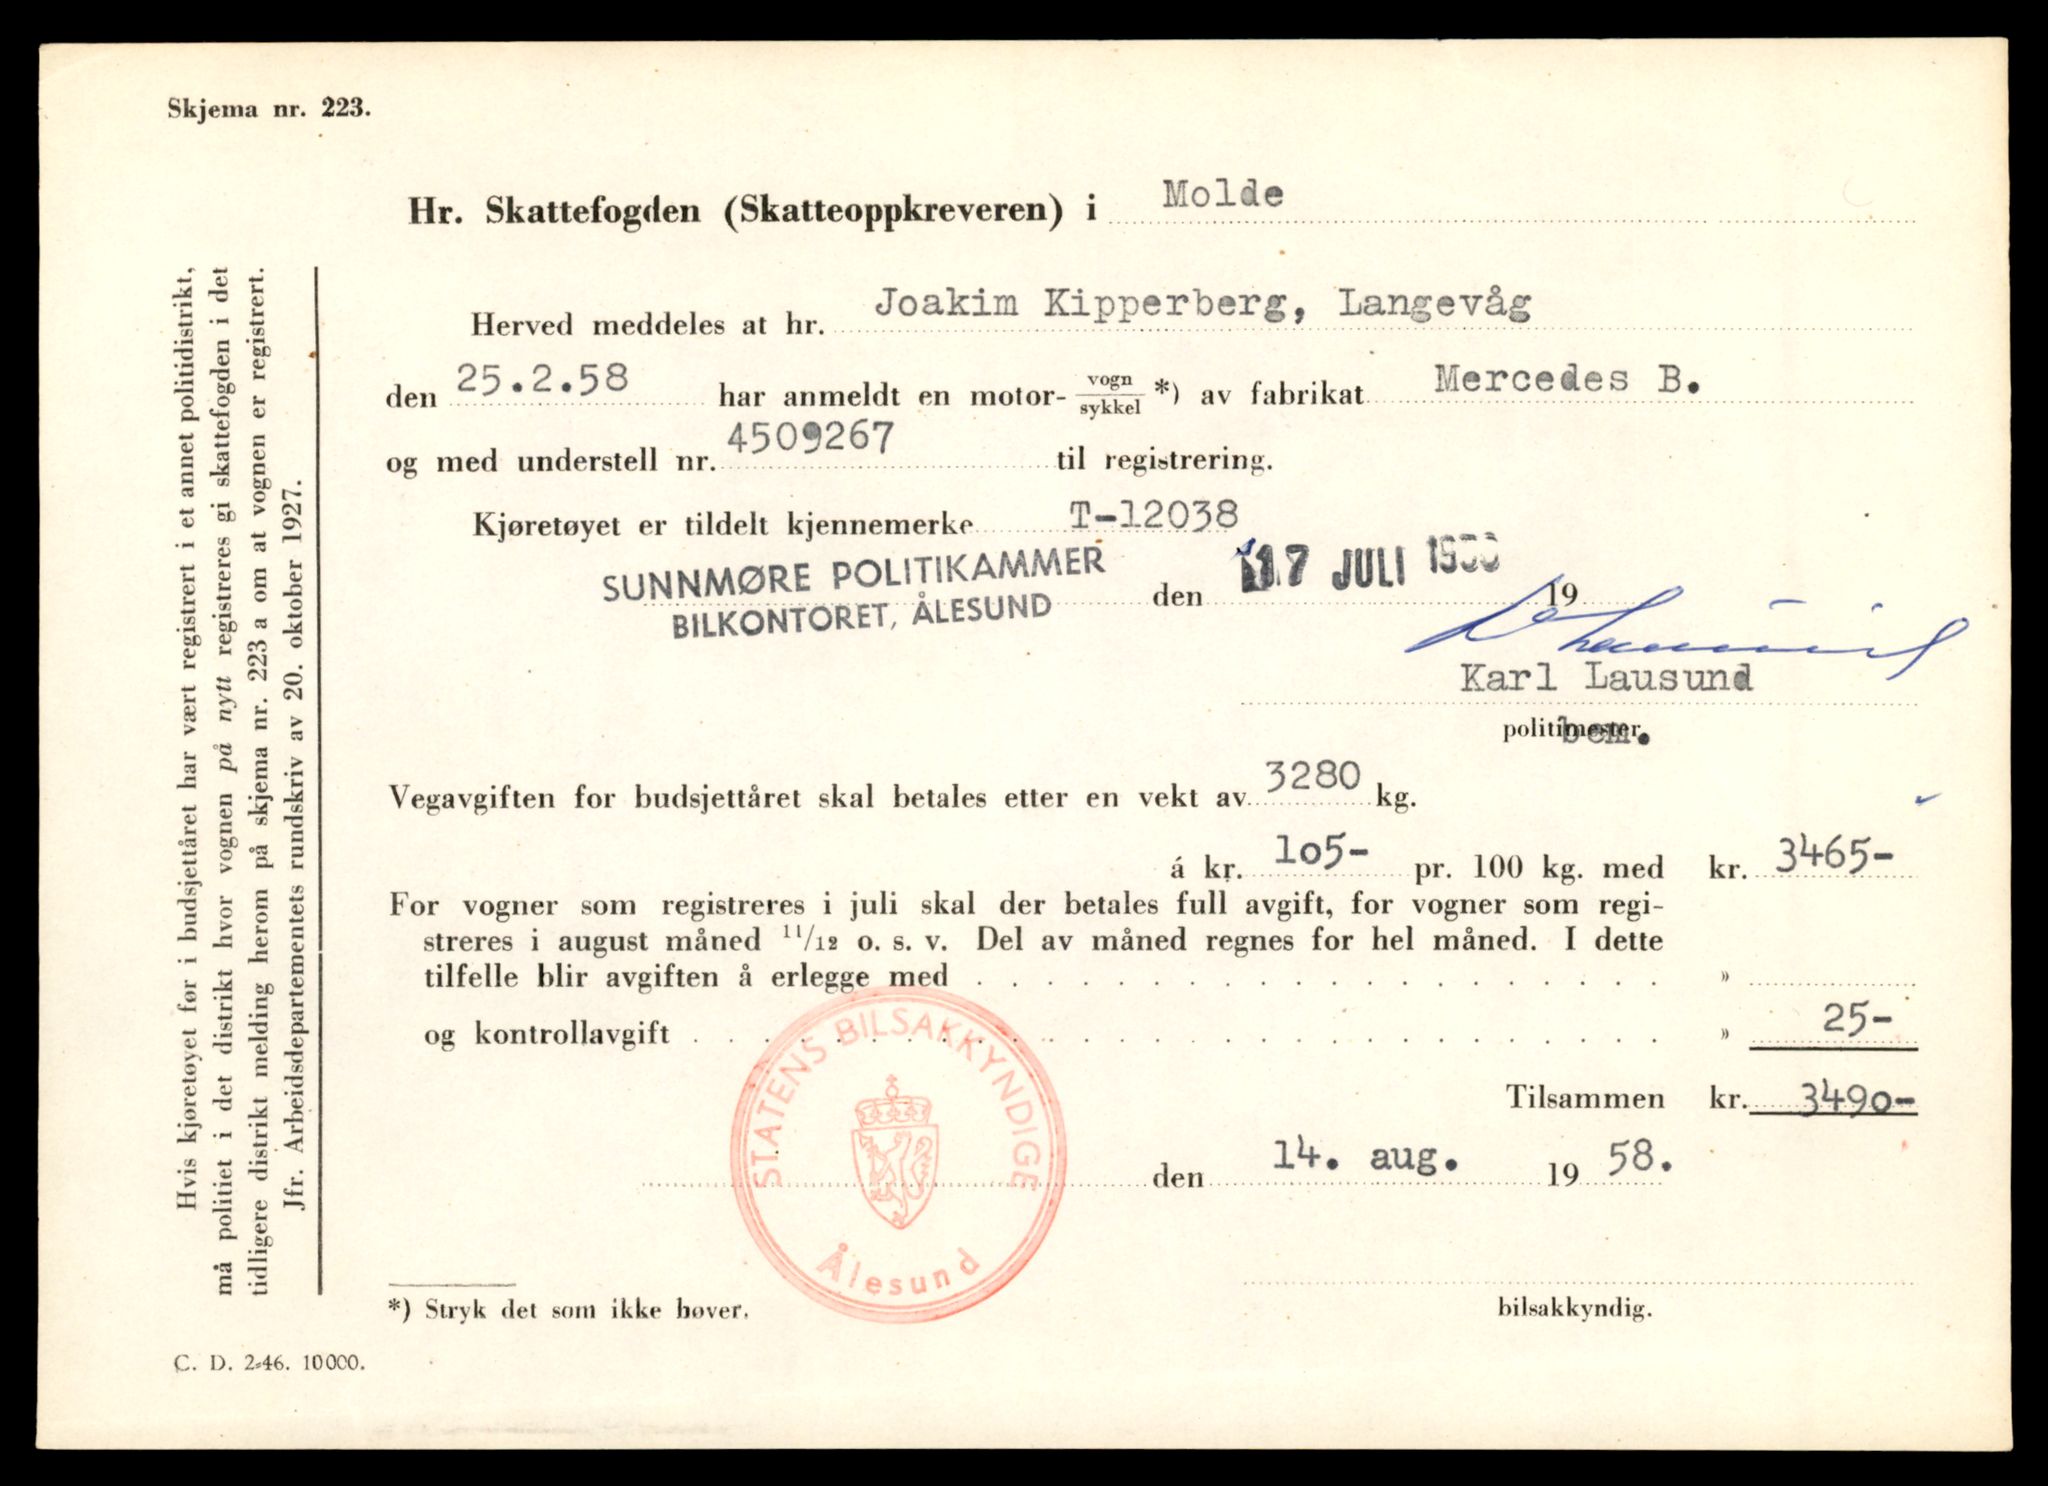 Skjema nr. 223.
Hr. Skattefogden (Skatteoppkreveren) i Molde
Herved meddeles at hr. Joakim Kipperberg, Langevåg
den 25.2.58 har anmeldt en motor- vogn/sykkel *) av fabrikat Mercedes B.
og med understell nr. 4509267 til registrering.
Kjøretøyet er tildelt kjennemerke T-12038
SUNNMØRE POLITIKAMMER
BILKONTORET, ÅLESUND
den 17 JULI 19
Karl Lausund
politimester.
bem.
Vegavgiften for budsjettåret skal betales etter en vekt av 3280 kg.
á kr. 105- pr. 100 kg. med kr. 3465-
For vogner som registreres i juli skal der betales full avgift, for vogner som regi-
streres i august måned 11/12 o. s. v. Del av måned regnes for hel måned. I dette
tilfelle blir avgiften å erlegge med . . . . . . . . . . . . . . . . . . . . »
og kontrollavgift . . . . . . . . . . . . . . . . . . . . . . . . . . . . » 25-
Tilsammen kr. 3490-
den 14. aug. 19 58.
STATENS BILSAKKYNDIGE
Ålesund
bilsakkyndig.
*) Stryk det som ikke høver.
C. D. 2-46. 10000.
Hvis kjøretøyet før i budsjettåret har vært registrert i et annet politidistrikt,
må politiet i det distrikt hvor vognen på nytt registreres gi skattefogden i det
tidligere distrikt melding herom på skjema nr. 223 a om at vognen er registrert.
Jfr. Arbeidsdepartementets rundskriv av 20. oktober 1927.